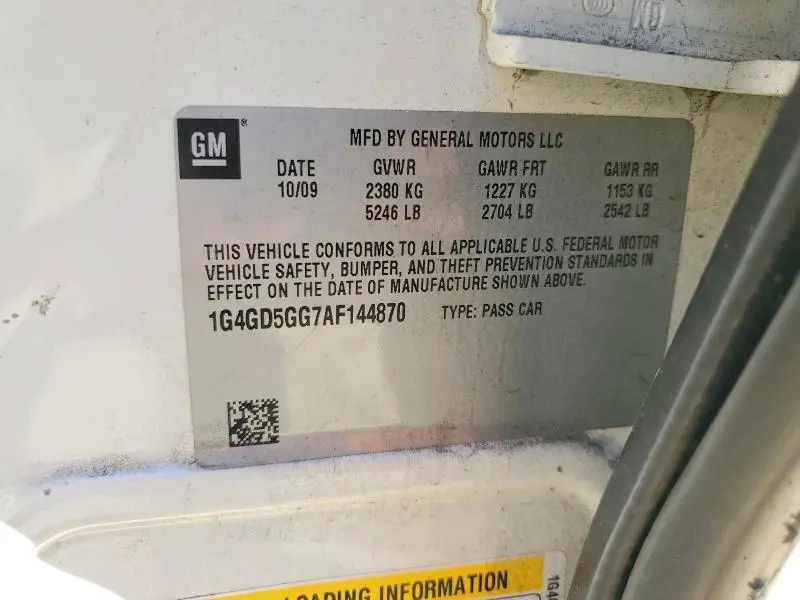 GM
MFD BY GENERAL MOTORS LLC
DATE GVWR GAWR FRT GAWR RR
10/09 2380 KG 1227 KG 1153 KG
5246 LB 2704 LB 2542 LB
THIS VEHICLE CONFORMS TO ALL APPLICABLE U.S. FEDERAL MOTOR
VEHICLE SAFETY, BUMPER, AND THEFT PREVENTION STANDARDS IN
EFFECT ON THE DATE OF MANUFACTURE SHOWN ABOVE.
1G4GD5GG7AF144870 TYPE: PASS CAR
LOADING INFORMATION